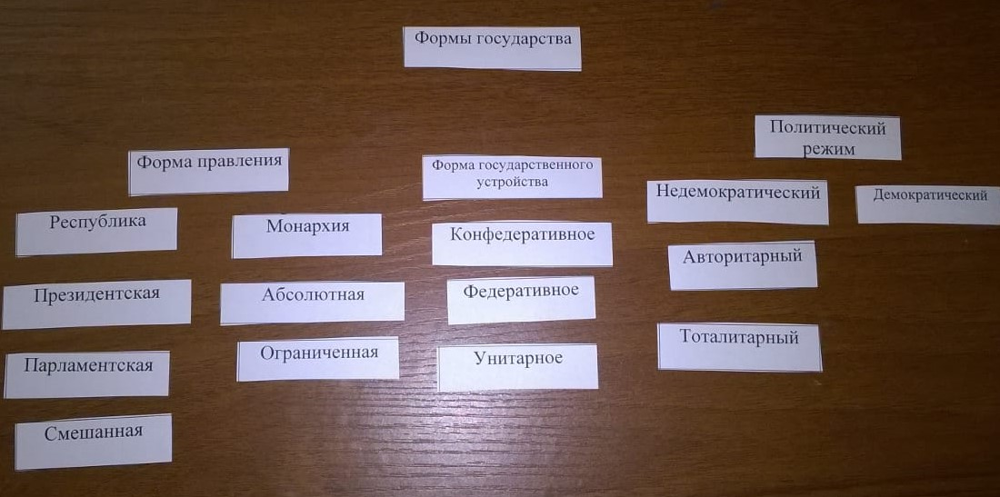 Формы государства
Политический
режим
Форма правления
Форма государственного
устройства
Недемократический
Демократический
Республика
Монархия
Конфедеративное
Авторитарный
Президентская
Абсолютная
Федеративное
Тоталитарный
Парламентская
Ограниченная
Унитарное
Смешанная